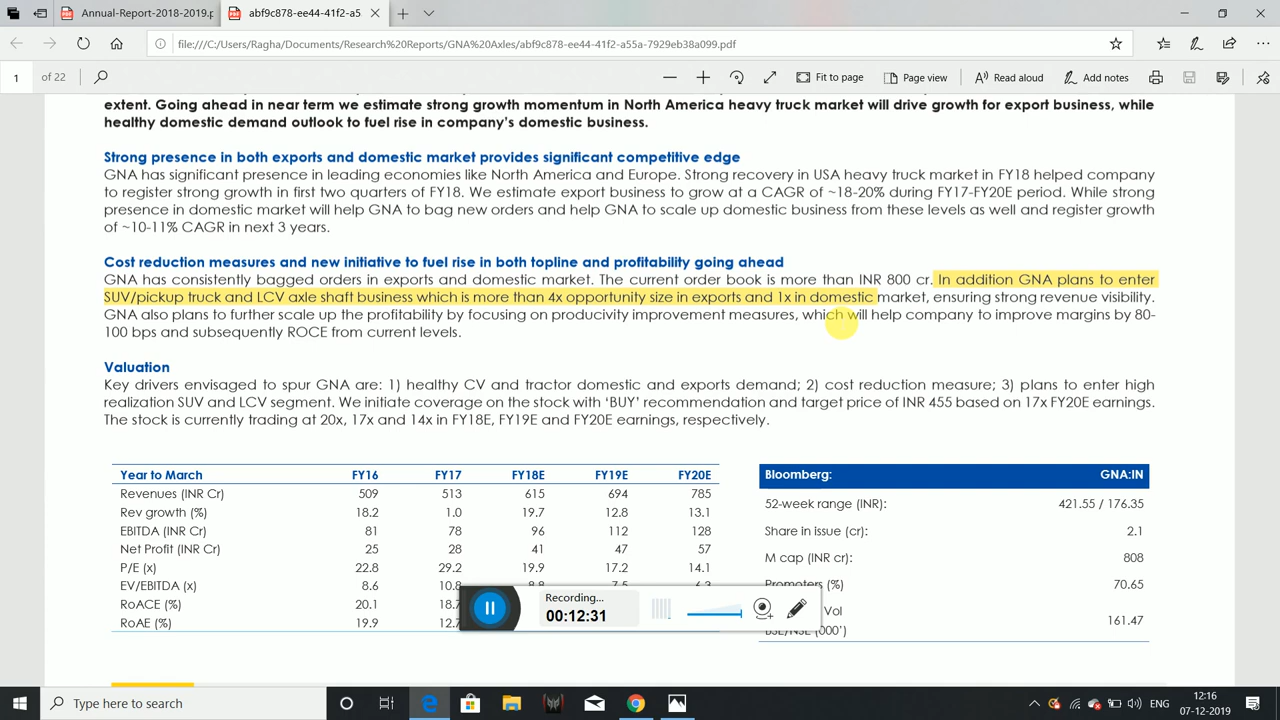 Annual-Report-2018-2019.p
abf9c878-ee44-41f2-a5
file:///C:/Users/Ragha/Documents/Research%20Reports/GNA%20Axles/abf9c878-ee44-41f2-a55a-7929eb38a099.pdf
1 of 22
Fit to page
Page view
Read aloud
Add notes
extent. Going ahead in near term we estimate strong growth momentum in North America heavy truck market will drive growth for export business, while
healthy domestic demand outlook to fuel rise in company's domestic business.
Strong presence in both exports and domestic market provides significant competitive edge
GNA has significant presence in leading economies like North America and Europe. Strong recovery in USA heavy truck market in FY18 helped company
to register strong growth in first two quarters of FY18. We estimate export business to grow at a CAGR of ~18-20% during FY17-FY20E period. While strong
presence in domestic market will help GNA to bag new orders and help GNA to scale up domestic business from these levels as well and register growth
of ~10-11% CAGR in next 3 years.
Cost reduction measures and new initiative to fuel rise in both topline and profitability going ahead
GNA has consistently bagged orders in exports and domestic market. The current order book is more than INR 800 cr. In addition GNA plans to enter
SUV/pickup truck and LCV axle shaft business which is more than 4x opportunity size in exports and 1x in domestic market, ensuring strong revenue visibility.
GNA also plans to further scale up the profitability by focusing on producivity improvement measures, which will help company to improve margins by 80-
100 bps and subsequently ROCE from current levels.
Valuation
Key drivers envisaged to spur GNA are: 1) healthy CV and tractor domestic and exports demand; 2) cost reduction measure; 3) plans to enter high
realization SUV and LCV segment. We initiate coverage on the stock with 'BUY' recommendation and target price of INR 455 based on 17x FY20E earnings.
The stock is currently trading at 20x, 17x and 14x in FY18E, FY19E and FY20E earnings, respectively.
Year to March FY16 FY17 FY18E FY19E FY20E
Revenues (INR Cr) 509 513 615 694 785
Rev growth (%) 18.2 1.0 19.7 12.8 13.1
EBITDA (INR Cr) 81 78 96 112 128
Net Profit (INR Cr) 25 28 41 47 57
P/E (x) 22.8 29.2 19.9 17.2 14.1
EV/EBITDA (x) 8.6 10.8
RoACE (%) 20.1 18.7
RoAE (%) 19.9 12.7
Bloomberg: GNA:IN
52-week range (INR): 421.55 / 176.35
Share in issue (cr): 2.1
M cap (INR cr): 808
Promoters (%) 70.65
Vol
BSE/NSE (000') 161.47
Recording...
00:12:31
Type here to search
ENG
12:16
07-12-2019